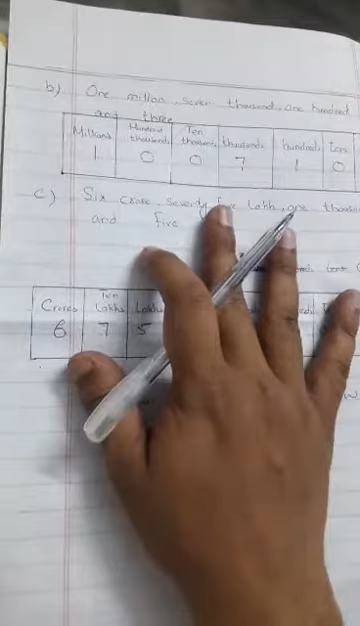 b) One million, seven thousand, one hundred
and three
Millions Hundred thousands Ten thousands thousands hundreds Tens
1 0 0 7 1 0
c) Six crore, seventy five lakh, one thousand
and five
Crores Ten Lakhs Lakhs
6 7 5